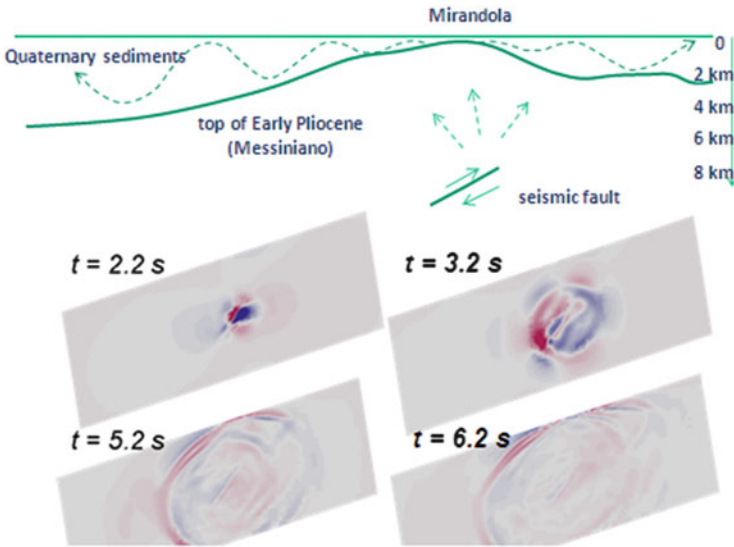 Mirandola
Quaternary sediments
0
2 km
top of Early Pliocene
(Messiniano)
4 km
6 km
8 km
seismic fault
t = 2.2 s
t = 3.2 s
t = 5.2 s
t = 6.2 s